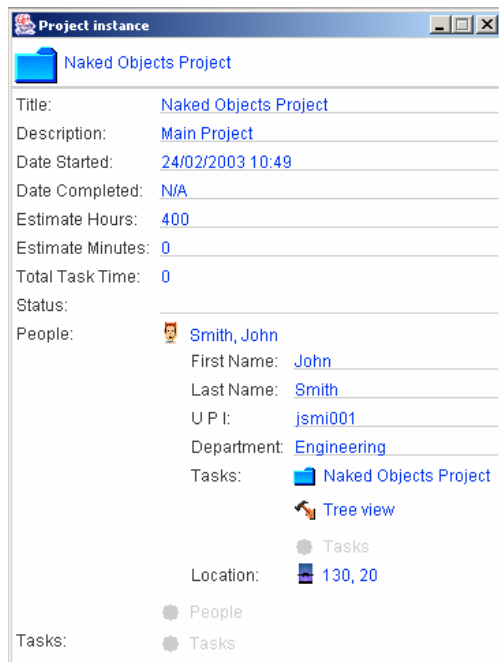 Project instance
Naked Objects Project
Title: Naked Objects Project
Description: Main Project
Date Started: 24/02/2003 10:49
Date Completed: N/A
Estimate Hours: 400
Estimate Minutes: 0
Total Task Time: 0
Status:
People: Smith, John
First Name: John
Last Name: Smith
U P I: jsmi001
Department: Engineering
Tasks: Naked Objects Project
Tree view
Tasks
Location: 130, 20
People
Tasks: Tasks